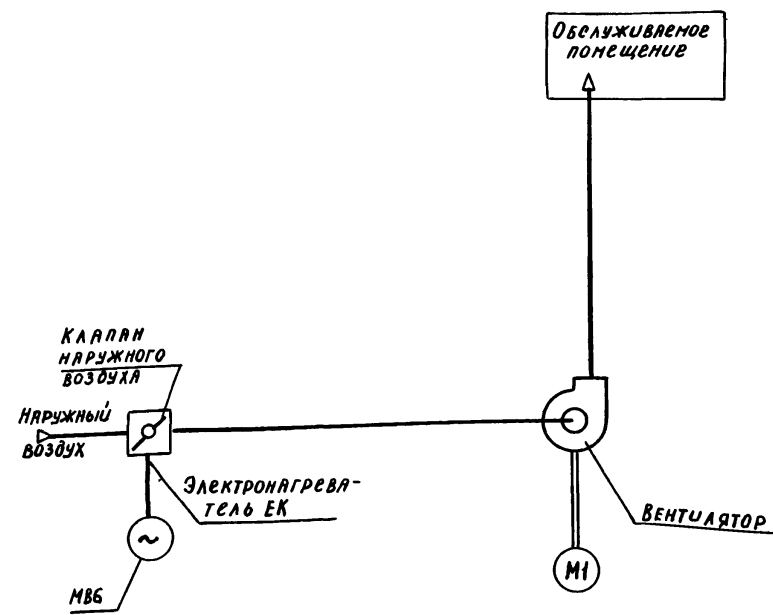 Обслуживаемое
помещение
Клапан
наружного
воздуха
Наружный
воздух
Электронагрева-
тель ЕК
~
МВ6
Вентилятор
М1